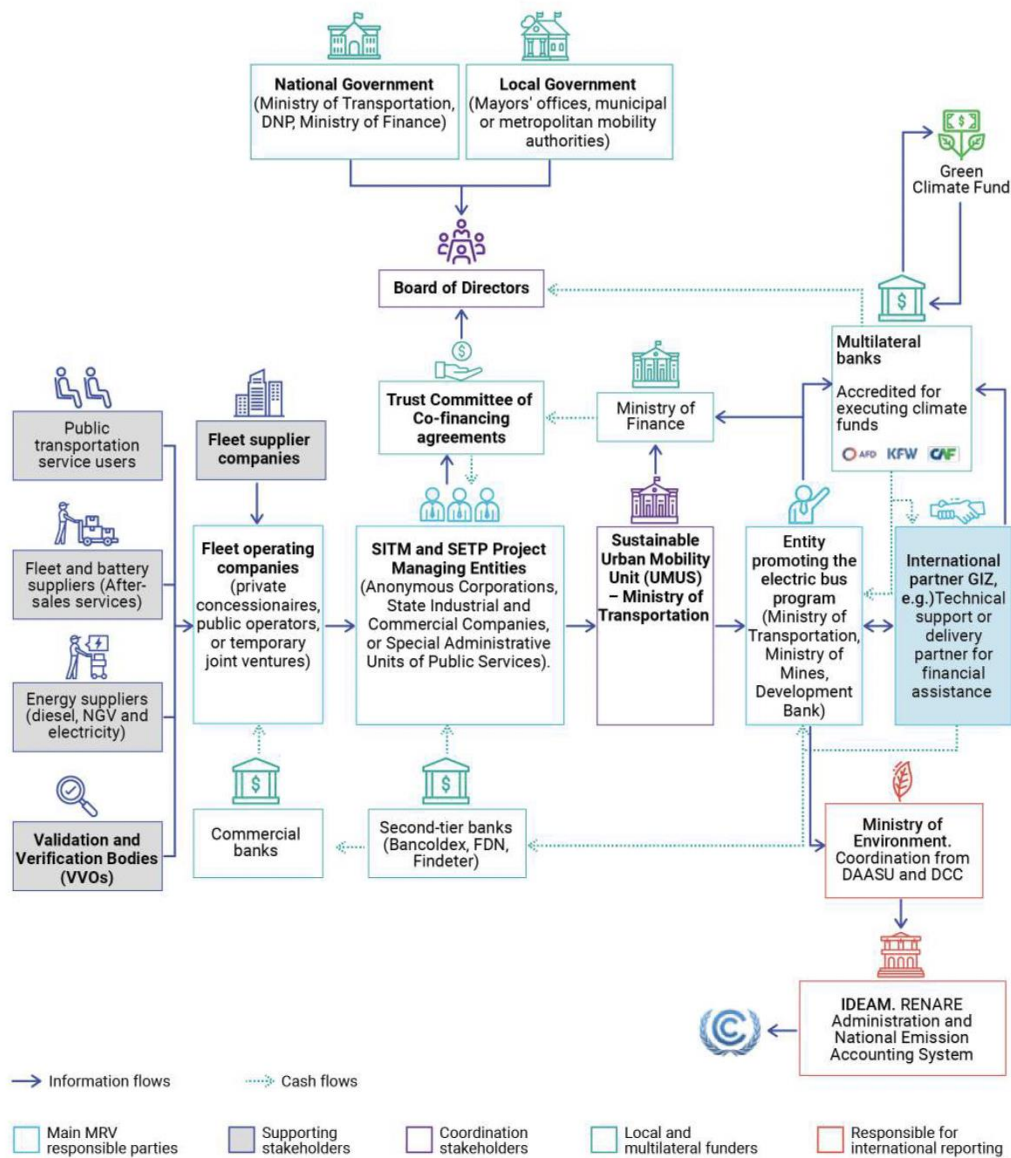 National Government
(Ministry of Transportation,
DNP, Ministry of Finance)
Local Government
(Mayors' offices, municipal
or metropolitan mobility
authorities)
$
Green
Climate Fund
Board of Directors
$
Multilateral
banks
Accredited for
executing climate
funds
AFD KFW CAF
$
Trust Committee of
Co-financing
agreements
Ministry of
Finance
Public
transportation
service users
Fleet supplier
companies
Fleet and battery
suppliers (After-
sales services)
Energy suppliers
(diesel, NGV and
electricity)
Validation and
Verification Bodies
(VVOs)
Fleet operating
companies
(private
concessionaires,
public operators,
or temporary
joint ventures)
SITM and SETP Project
Managing Entities
(Anonymous Corporations,
State Industrial and
Commercial Companies,
or Special Administrative
Units of Public Services).
Sustainable
Urban Mobility
Unit (UMUS)
– Ministry of
Transportation
Entity
promoting the
electric bus
program
(Ministry of
Transportation,
Ministry of
Mines,
Development
Bank)
International
partner GIZ,
e.g.)Technical
support or
delivery
partner for
financial
assistance
$
Commercial
banks
$
Second-tier banks
(Bancoldex, FDN,
Findeter)
Ministry of
Environment.
Coordination from
DAASU and DCC
IDEAM. RENARE
Administration and
National Emission
Accounting System
Information flows
Cash flows
Main MRV
responsible parties
Supporting
stakeholders
Coordination
stakeholders
Local and
multilateral funders
Responsible for
international reporting